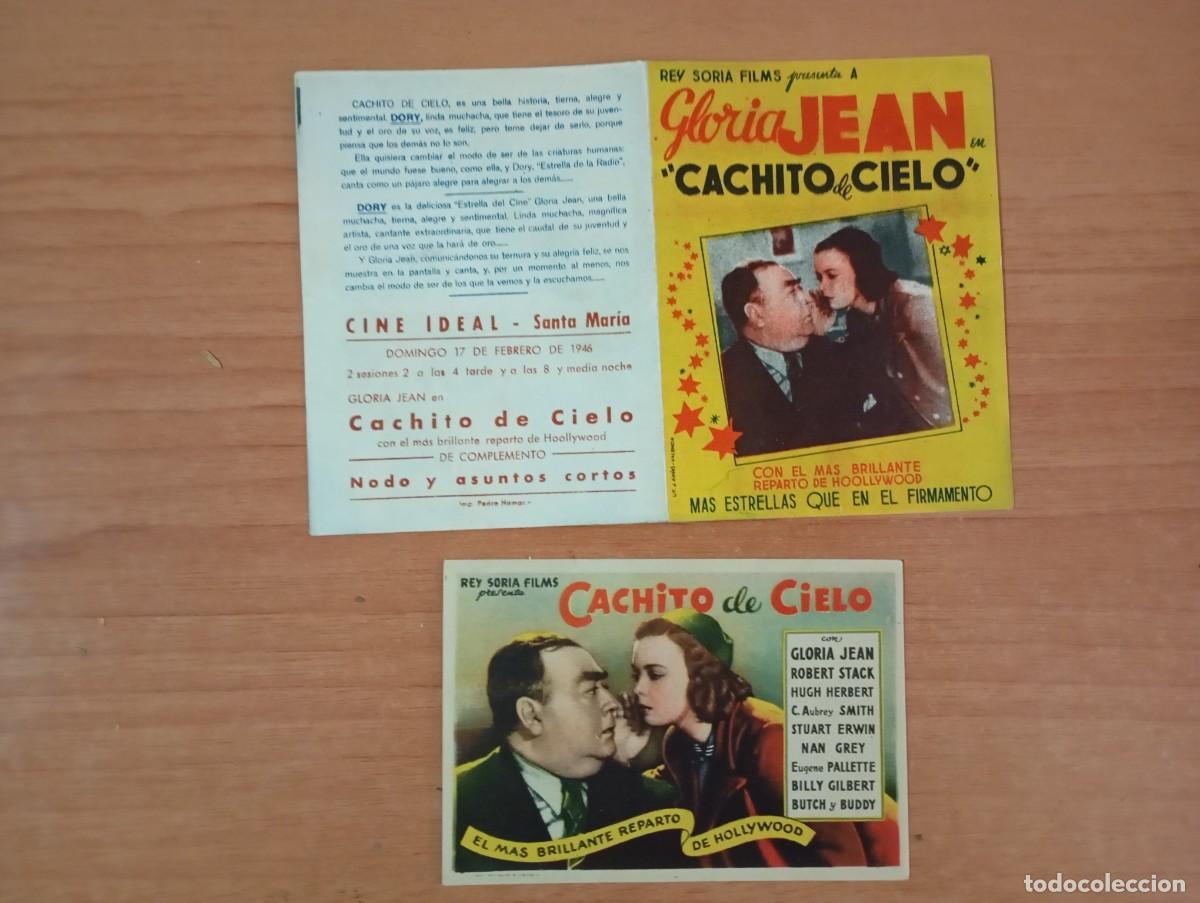 CACHITO DE CIELO, es una bella historia, tierna, alegre y
sentimental. DORY, linda muchacha, que tiene el tesoro de su juven-
tud y el oro de su voz, es feliz, pero teme dejar de serlo, porque
piensa que los demás no lo son.
Ella quisiera cambiar el modo de ser de las criaturas humanas:
que el mundo fuese bueno, como ella, y Dory, "Estrella de la Radio",
canta como un pájaro alegre para alegrar a los demás.....
DORY es la deliciosa "Estrella del Cine" Gloria Jean, una bella
muchacha, tierna, alegre y sentimental. Linda muchacha, magnífica
artista, cantante extraordinaria, que tiene el caudal de su juventud y
el oro de una voz que la hará de oro.....
Y Gloria Jean, comunicándonos su ternura y su alegría feliz, se nos
muestra en la pantalla y canta, y, por un momento al menos, nos
cambia el modo de ser de los que la vemos y la escuchamos.....
CINE IDEAL - Santa María
DOMINGO 17 DE FEBRERO DE 1946
2 sesiones 2 a las 4 tarde y a las 8 y media noche
GLORIA JEAN en
Cachito de Cielo
con el más brillante reparto de Hoollywood
DE COMPLEMENTO
Nodo y asuntos cortos
Imp. Pedro
REY SORIA FILMS presenta A
Gloria JEAN en
"CACHITO de CIELO"
CON EL MAS BRILLANTE
REPARTO DE HOOLLYWOOD
MAS ESTRELLAS QUE EN EL FIRMAMENTO
REY SORIA FILMS
presenta
CACHITO de CIELO
con
GLORIA JEAN
ROBERT STACK
HUGH HERBERT
C. Aubrey SMITH
STUART ERWIN
NAN GREY
Eugene PALLETTE
BILLY GILBERT
BUTCH y BUDDY
EL MAS BRILLANTE REPARTO DE HOLLYWOOD
todocoleccion